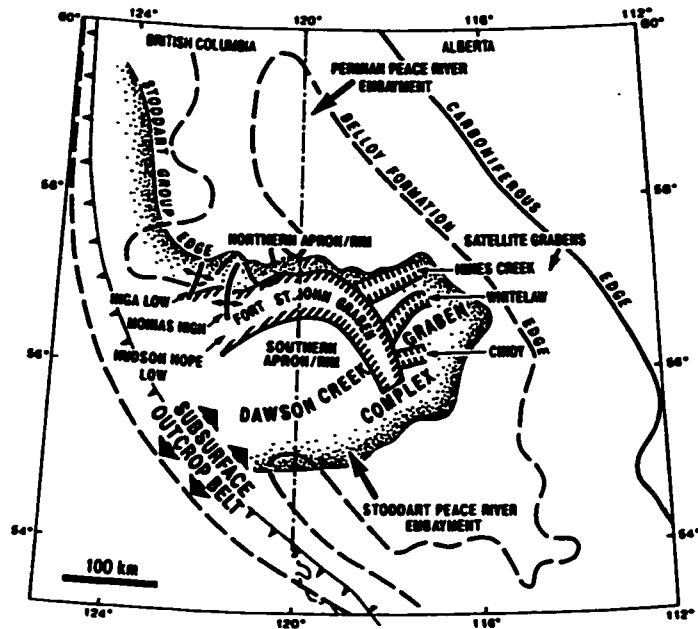 124°
120°
116°
112°
60°
60°
BRITISH COLUMBIA
ALBERTA
PERMIAN PEACE RIVER
EMBAYMENT
STODDART GROUP
EDGE
BELLOY FORMATION
EDGE
CARBONIFEROUS
EDGE
58°
58°
SATELLITE GRABENS
NORTHERN APRON/RIM
HINES CREEK
WHITELAW
CINDY
FORT ST. JOHN GRABEN
MONIAS HIGH
HUDSON HOPE
LOW
56°
56°
SOUTHERN
APRON/RIM
DAWSON CREEK
GRABEN
COMPLEX
SUBSURFACE
OUTCROP BELT
STODDART PEACE RIVER
EMBAYMENT
54°
54°
100 km
124°
120°
116°
112°